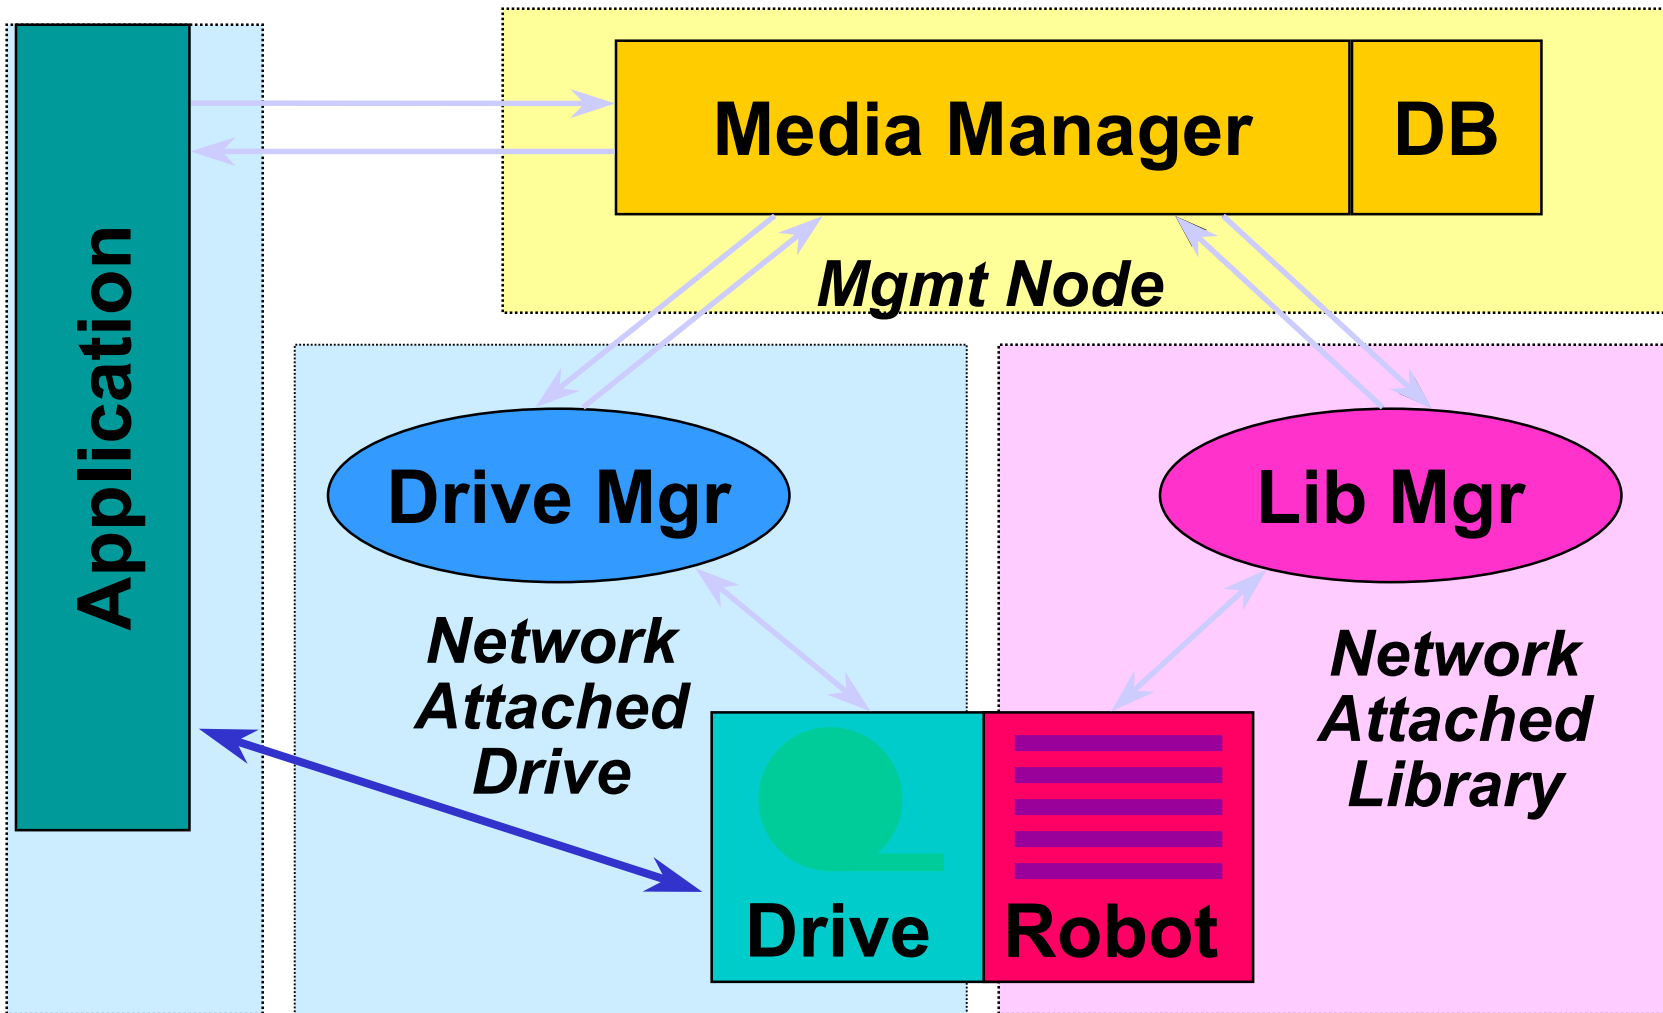 Application
Media Manager
DB
Mgmt Node
Drive Mgr
Lib Mgr
Network
Attached
Drive
Network
Attached
Library
Drive
Robot